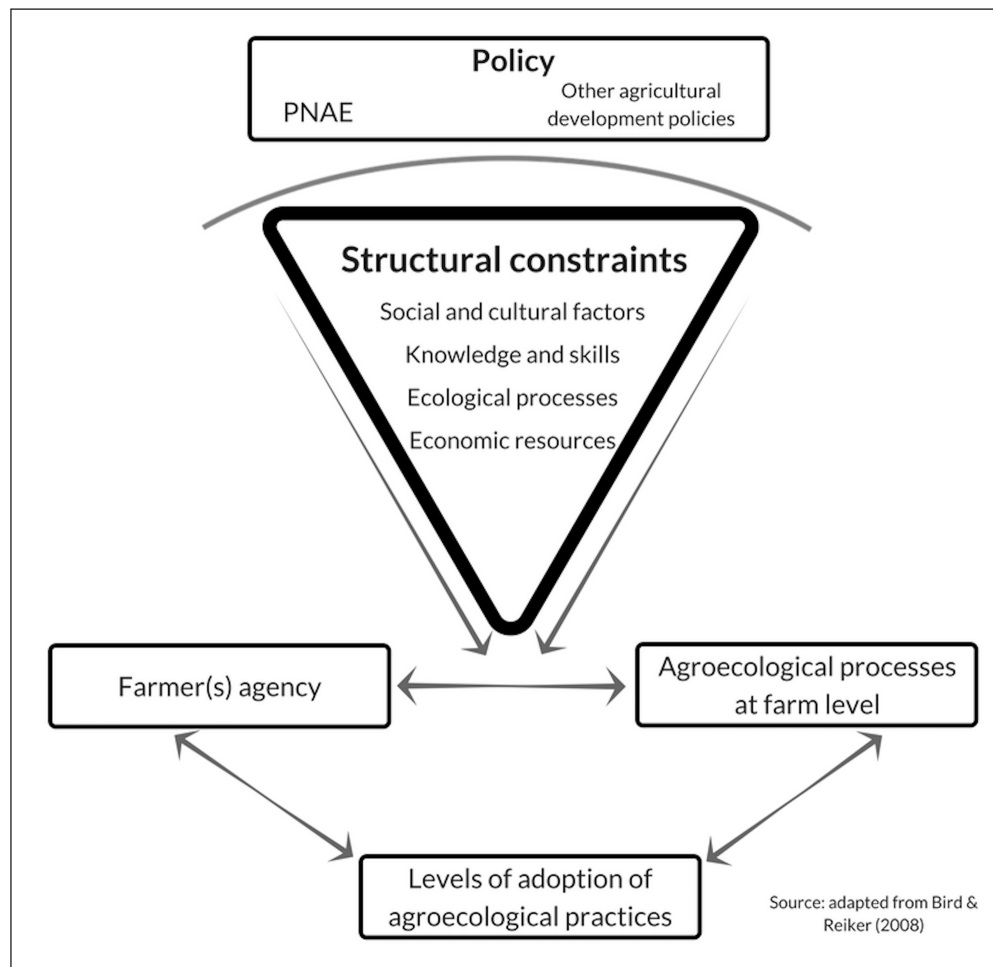 Policy
PNAE
Other agricultural
development policies
Structural constraints
Social and cultural factors
Knowledge and skills
Ecological processes
Economic resources
Farmer(s) agency
Agroecological processes
at farm level
Levels of adoption of
agroecological practices
Source: adapted from Bird &
Reiker (2008)